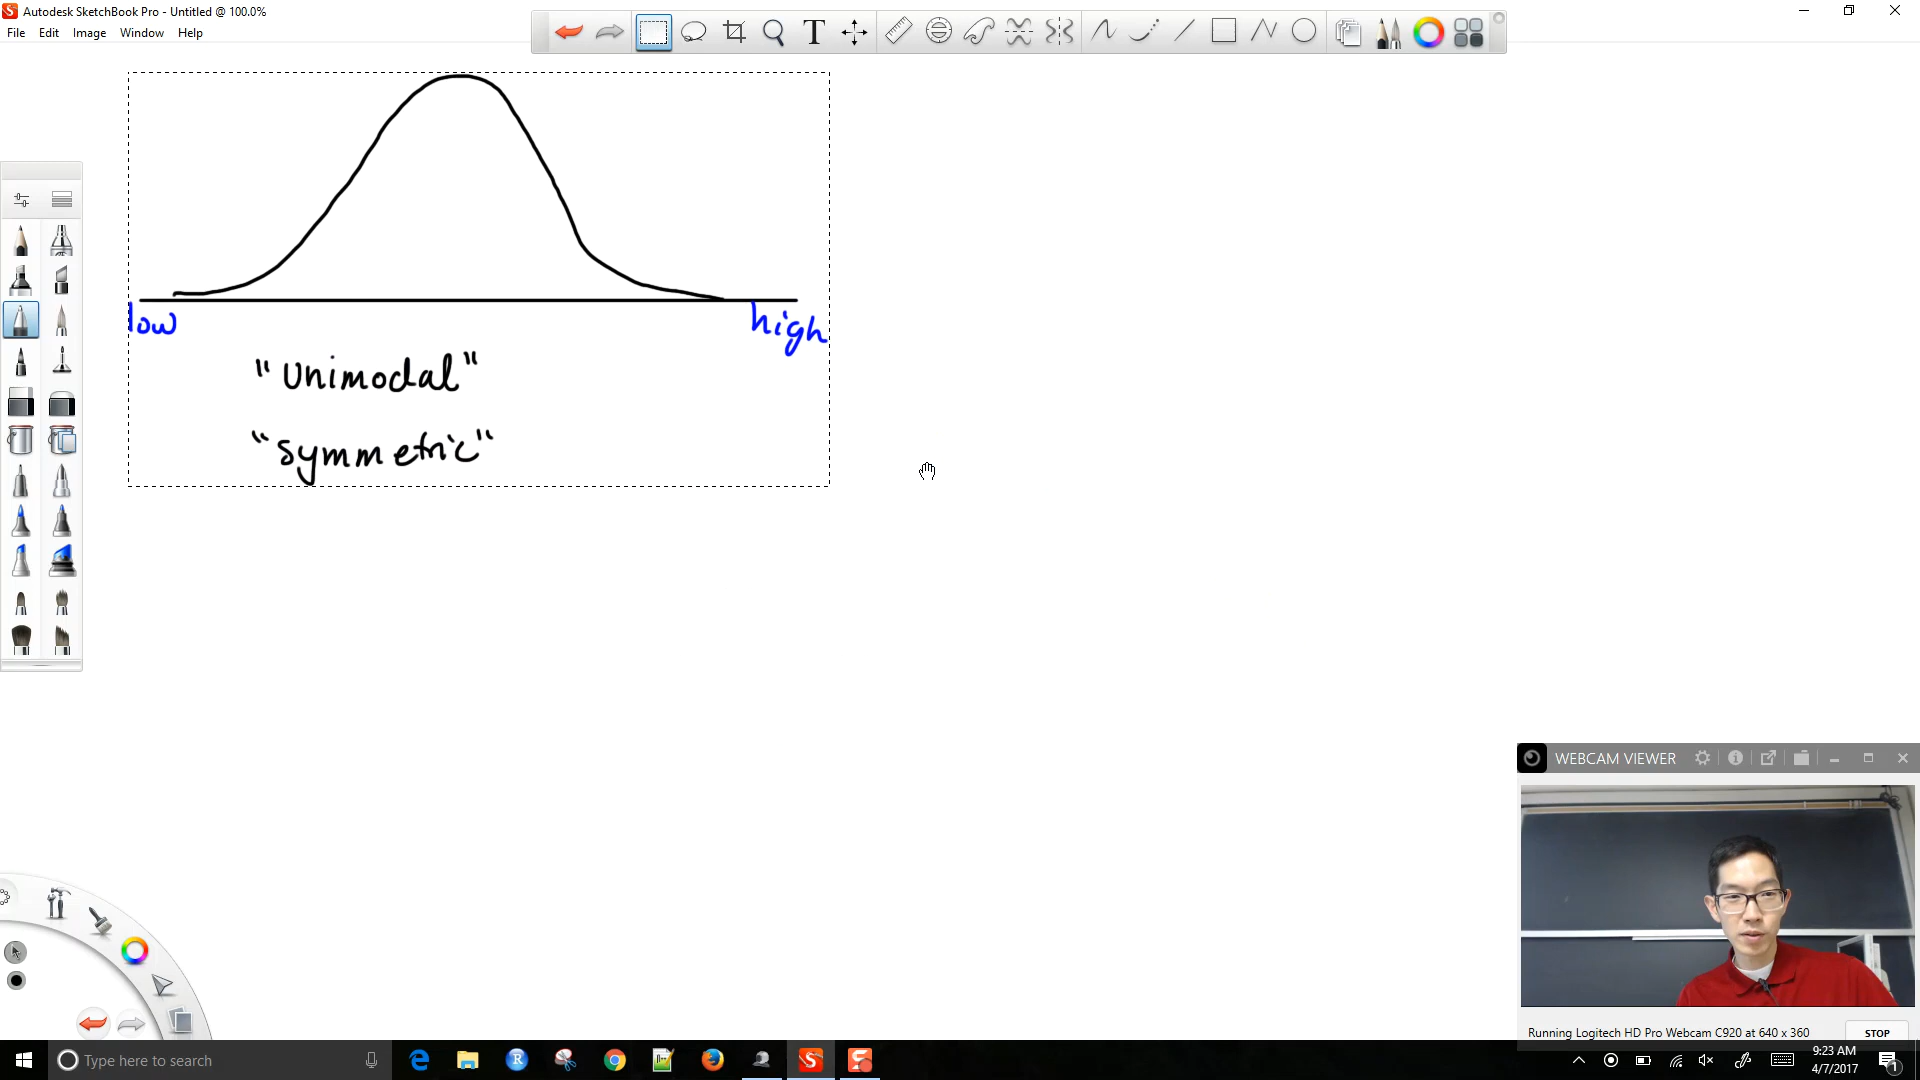 Autodesk SketchBook Pro - Untitled @ 100.0%
File Edit Image Window Help
T
low high
"Unimodal"
"symmetric"
WEBCAM VIEWER
Running Logitech HD Pro Webcam C920 at 640 x 360 STOP
Type here to search
9:23 AM
4/7/2017
1